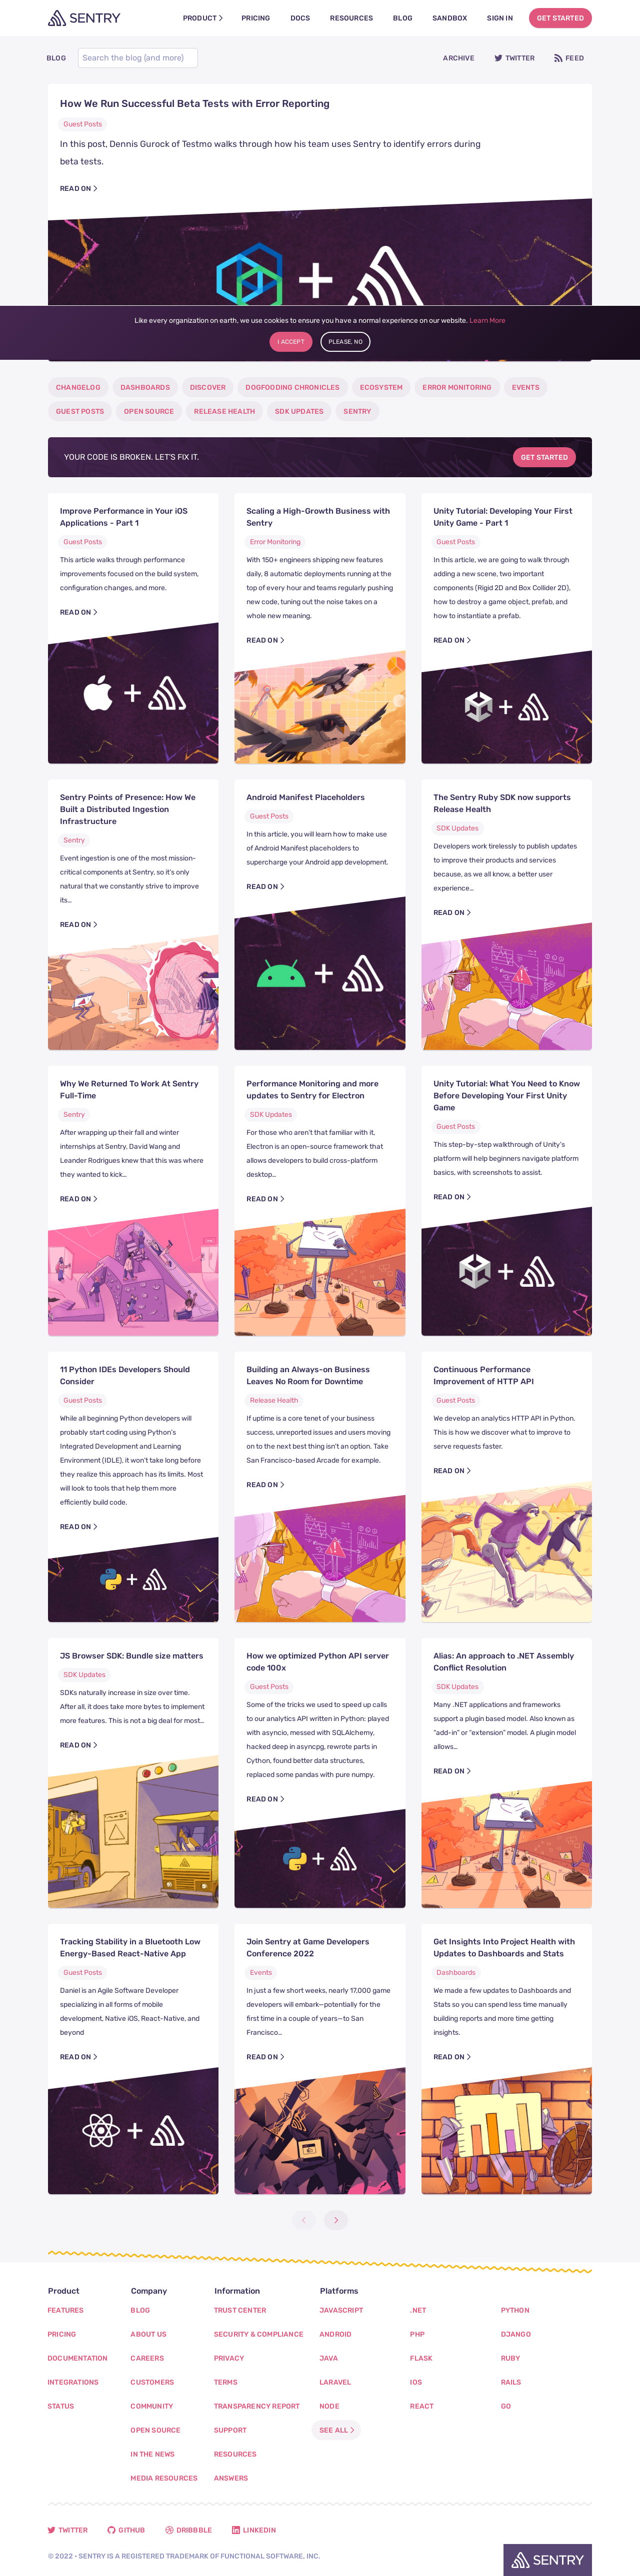 SENTRY
PRODUCT
PRICING
DOCS
RESOURCES
BLOG
SANDBOX
SIGN IN
GET STARTED
BLOG
Search the blog (and more)
ARCHIVE
TWITTER
FEED
How We Run Successful Beta Tests with Error Reporting
Guest Posts
In this post, Dennis Gurock of Testmo walks through how his team uses Sentry to identify errors during
beta tests.
READ ON
Like every organization on earth, we use cookies to ensure you have a normal experience on our website. Learn More
I ACCEPT
PLEASE, NO
CHANGELOG
DASHBOARDS
DISCOVER
DOGFOODING CHRONICLES
ECOSYSTEM
ERROR MONITORING
EVENTS
GUEST POSTS
OPEN SOURCE
RELEASE HEALTH
SDK UPDATES
SENTRY
YOUR CODE IS BROKEN. LET'S FIX IT.
GET STARTED
Improve Performance in Your iOS
Applications - Part 1
Guest Posts
This article walks through performance
improvements focused on the build system,
configuration changes, and more.
READ ON
Scaling a High-Growth Business with
Sentry
Error Monitoring
With 150+ engineers shipping new features
daily, 8 automatic deployments running at the
top of every hour and teams regularly pushing
new code, tuning out the noise takes on a
whole new meaning.
READ ON
Unity Tutorial: Developing Your First
Unity Game - Part 1
Guest Posts
In this article, we are going to walk through
adding a new scene, two important
components (Rigid 2D and Box Collider 2D),
how to destroy a game object, prefab, and
how to instantiate a prefab.
READ ON
Sentry Points of Presence: How We
Built a Distributed Ingestion
Infrastructure
Sentry
Event ingestion is one of the most mission-
critical components at Sentry, so it's only
natural that we constantly strive to improve
its…
READ ON
Android Manifest Placeholders
Guest Posts
In this article, you will learn how to make use
of Android Manifest placeholders to
supercharge your Android app development.
READ ON
The Sentry Ruby SDK now supports
Release Health
SDK Updates
Developers work tirelessly to publish updates
to improve their products and services
because, as we all know, a better user
experience…
READ ON
Why We Returned To Work At Sentry
Full-Time
Sentry
After wrapping up their fall and winter
internships at Sentry, David Wang and
Leander Rodrigues knew that this was where
they wanted to kick…
READ ON
Performance Monitoring and more
updates to Sentry for Electron
SDK Updates
For those who aren't that familiar with it,
Electron is an open-source framework that
allows developers to build cross-platform
desktop…
READ ON
Unity Tutorial: What You Need to Know
Before Developing Your First Unity
Game
Guest Posts
This step-by-step walkthrough of Unity's
platform will help beginners navigate platform
basics, with screenshots to assist.
READ ON
11 Python IDEs Developers Should
Consider
Guest Posts
While all beginning Python developers will
probably start coding using Python's
Integrated Development and Learning
Environment (IDLE), it won't take long before
they realize this approach has its limits. Most
will look to tools that help them more
efficiently build code.
READ ON
Building an Always-on Business
Leaves No Room for Downtime
Release Health
If uptime is a core tenet of your business
success, unreported issues and users moving
on to the next best thing isn't an option. Take
San Francisco-based Arcade for example.
READ ON
Continuous Performance
Improvement of HTTP API
Guest Posts
We develop an analytics HTTP API in Python.
This is how we discover what to improve to
serve requests faster.
READ ON
JS Browser SDK: Bundle size matters
SDK Updates
SDKs naturally increase in size over time.
After all, it does take more bytes to implement
more features. This is not a big deal for most…
READ ON
How we optimized Python API server
code 100x
Guest Posts
Some of the tricks we used to speed up calls
to our analytics API written in Python: played
with asyncio, messed with SQLAlchemy,
hacked deep in asyncpg, rewrote parts in
Cython, found better data structures,
replaced some pandas with pure numpy.
READ ON
Alias: An approach to .NET Assembly
Conflict Resolution
SDK Updates
Many .NET applications and frameworks
support a plugin based model. Also known as
"add-in" or "extension" model. A plugin model
allows…
READ ON
Tracking Stability in a Bluetooth Low
Energy-Based React-Native App
Guest Posts
Daniel is an Agile Software Developer
specializing in all forms of mobile
development, Native iOS, React-Native, and
beyond
READ ON
Join Sentry at Game Developers
Conference 2022
Events
In just a few short weeks, nearly 17,000 game
developers will embark—potentially for the
first time in a couple of years—to San
Francisco…
READ ON
Get Insights Into Project Health with
Updates to Dashboards and Stats
Dashboards
We made a few updates to Dashboards and
Stats so you can spend less time manually
building reports and more time getting
insights.
READ ON
Product
FEATURES
PRICING
DOCUMENTATION
INTEGRATIONS
STATUS
Company
BLOG
ABOUT US
CAREERS
CUSTOMERS
COMMUNITY
OPEN SOURCE
IN THE NEWS
MEDIA RESOURCES
Information
TRUST CENTER
SECURITY & COMPLIANCE
PRIVACY
TERMS
TRANSPARENCY REPORT
SUPPORT
RESOURCES
ANSWERS
Platforms
JAVASCRIPT
ANDROID
JAVA
LARAVEL
NODE
SEE ALL
.NET
PHP
FLASK
IOS
REACT
PYTHON
DJANGO
RUBY
RAILS
GO
TWITTER
GITHUB
DRIBBBLE
LINKEDIN
© 2022 • SENTRY IS A REGISTERED TRADEMARK OF FUNCTIONAL SOFTWARE, INC.
SENTRY